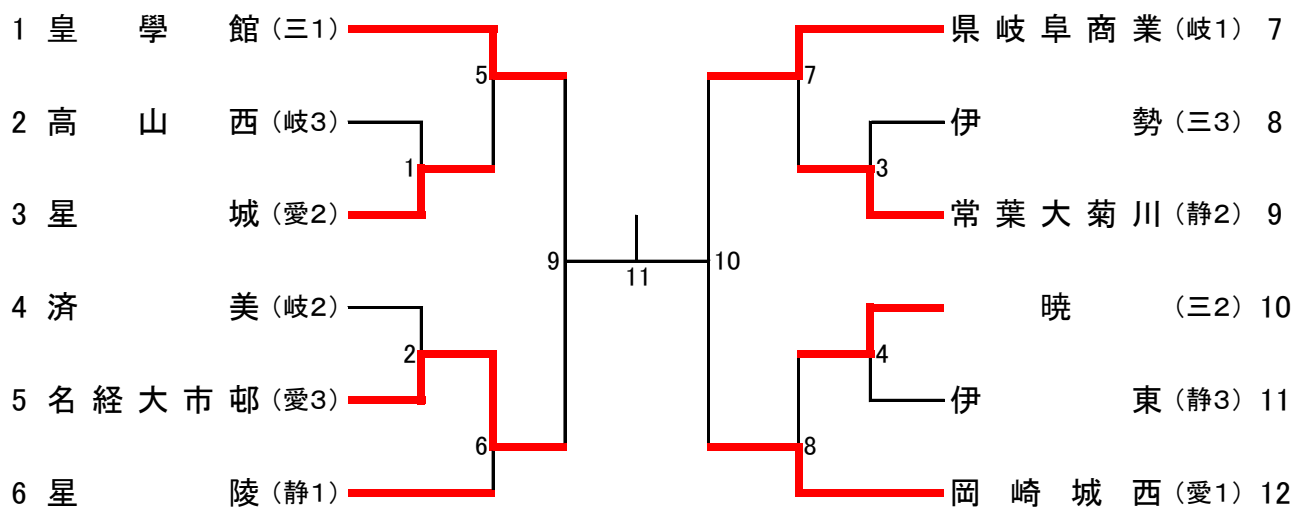 1 皇學館 (三1)
県岐阜商業 (岐1) 7
5
7
2 高山西 (岐3)
伊勢 (三3) 8
1
3
3 星城 (愛2)
常葉大菊川 (静2) 9
9
11
10
4 済美 (岐2)
暁 (三2) 10
2
4
5 名経大市邨 (愛3)
伊東 (静3) 11
6
8
6 星陵 (静1)
岡崎城西 (愛1) 12